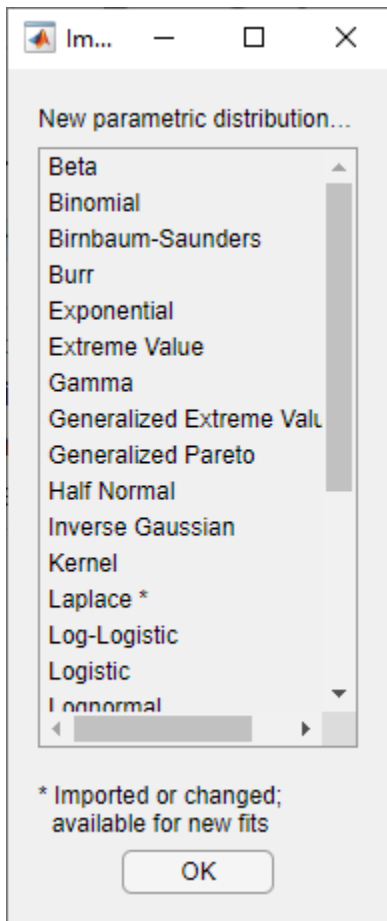 Im...
New parametric distribution...
Beta
Binomial
Birnbaum-Saunders
Burr
Exponential
Extreme Value
Gamma
Generalized Extreme Valu
Generalized Pareto
Half Normal
Inverse Gaussian
Kernel
Laplace *
Log-Logistic
Logistic
Lognormal
* Imported or changed;
available for new fits
OK